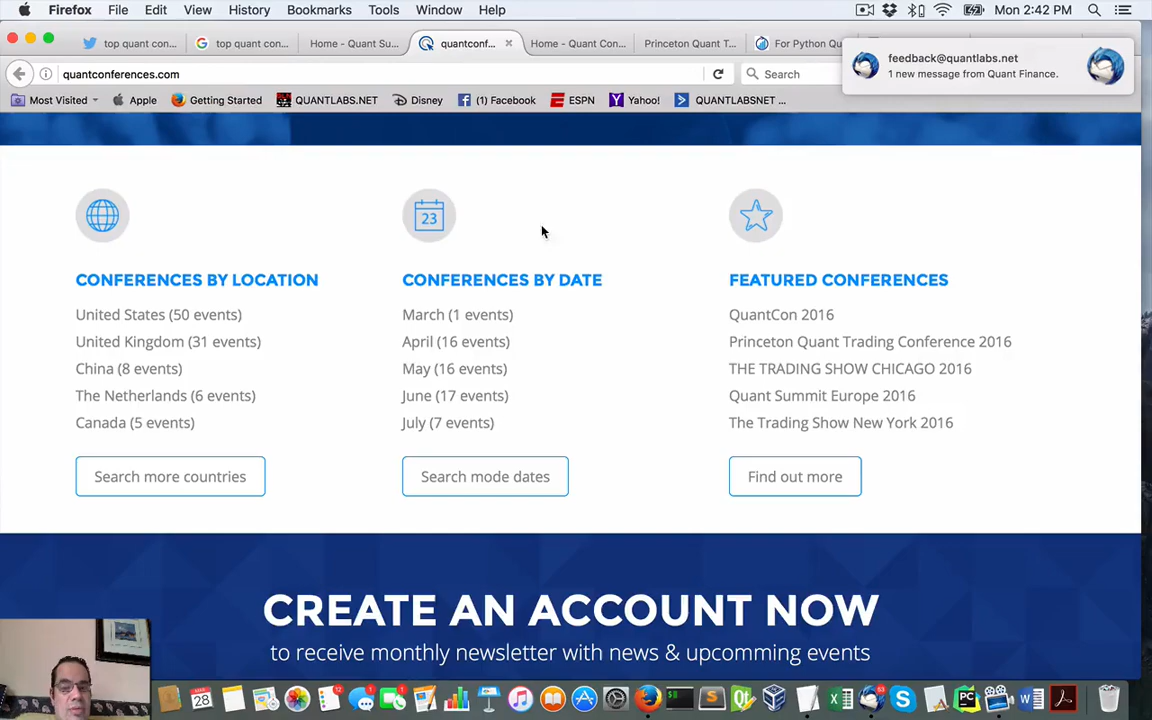 Firefox File Edit View History Bookmarks Tools Window Help Mon 2:42 PM
top quant con... top quant con... Home - Quant Su... quantconf... Home - Quant Con... Princeton Quant T... For Python Qu
feedback@quantlabs.net
1 new message from Quant Finance.
quantconferences.com Search
Most Visited Apple Getting Started QUANTLABS.NET Disney (1) Facebook ESPN Yahoo! QUANTLABSNET ...
23
CONFERENCES BY LOCATION CONFERENCES BY DATE FEATURED CONFERENCES
United States (50 events) March (1 events) QuantCon 2016
United Kingdom (31 events) April (16 events) Princeton Quant Trading Conference 2016
China (8 events) May (16 events) THE TRADING SHOW CHICAGO 2016
The Netherlands (6 events) June (17 events) Quant Summit Europe 2016
Canada (5 events) July (7 events) The Trading Show New York 2016
Search more countries Search mode dates Find out more
CREATE AN ACCOUNT NOW
to receive monthly newsletter with news & upcomming events
28